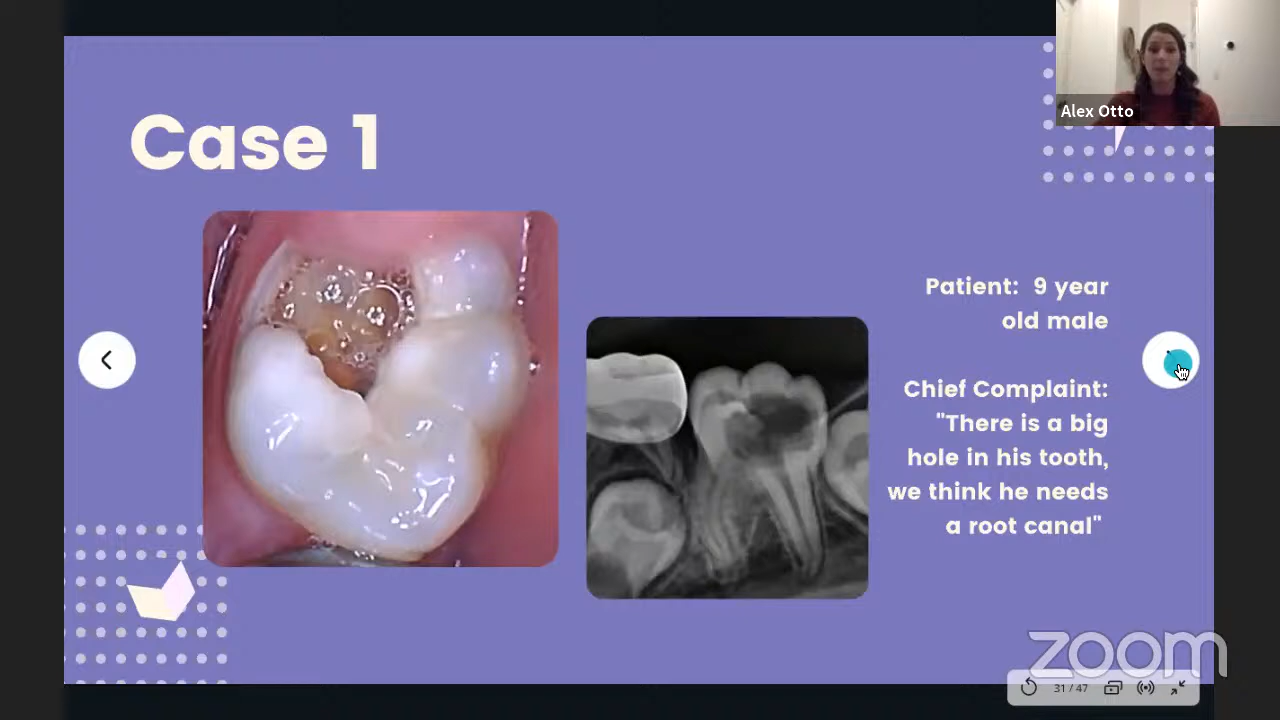 Alex Otto
Case 1
Patient: 9 year
old male
Chief Complaint:
"There is a big
hole in his tooth,
we think he needs
a root canal"
zoom
31 / 47